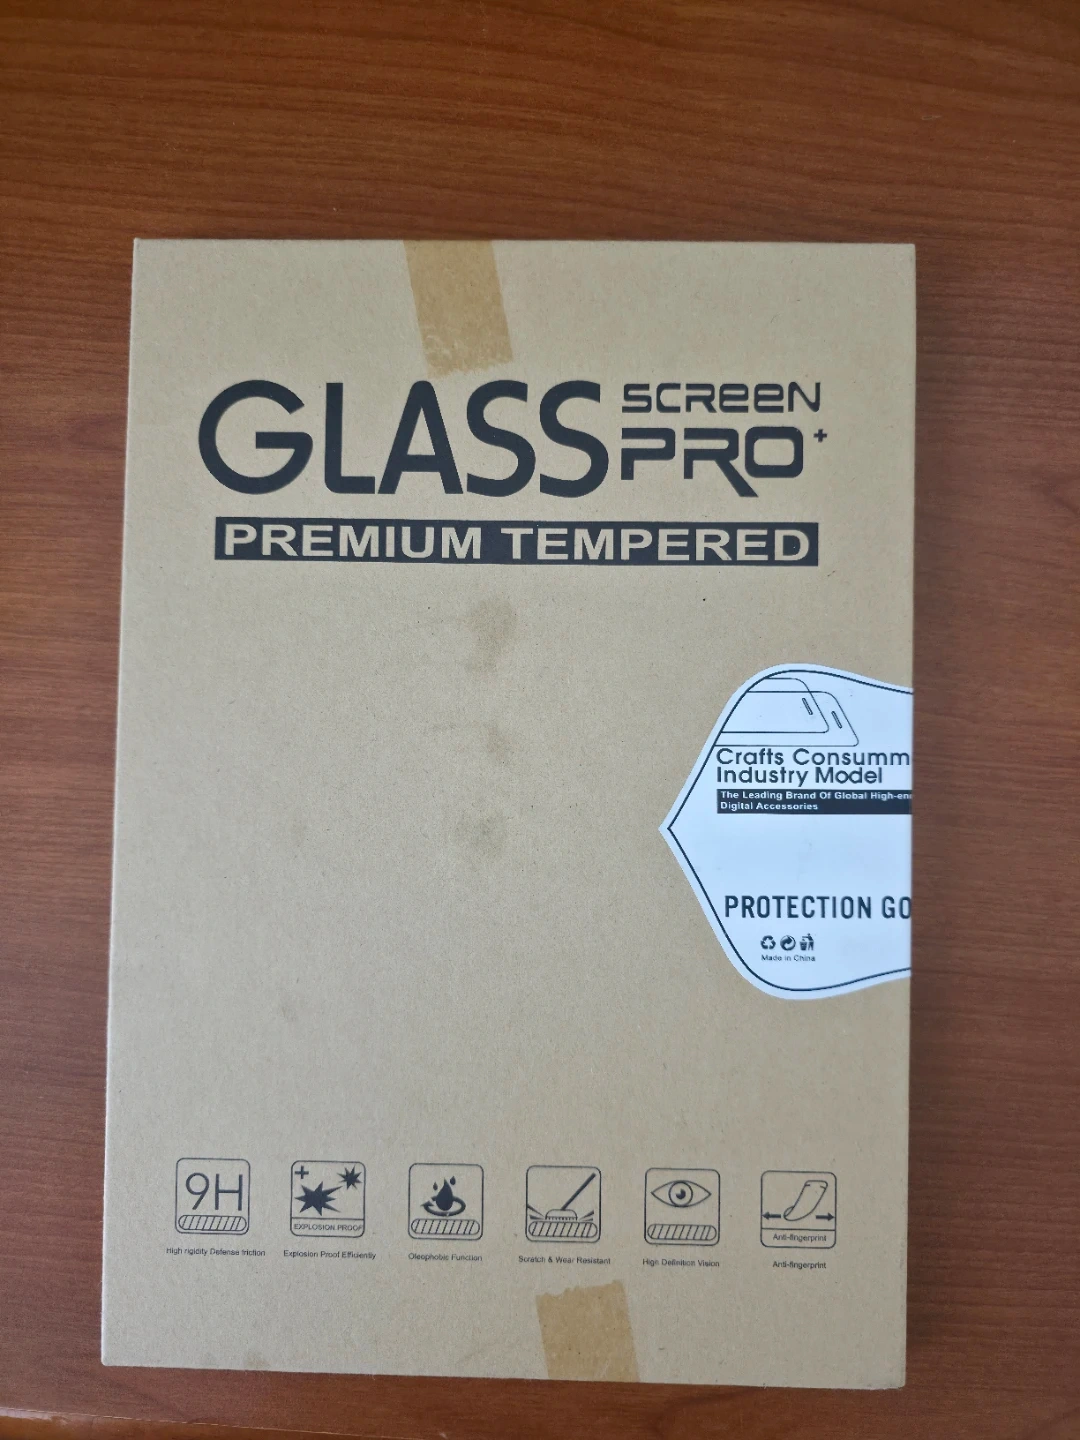 GLASS SCREEN PRO+
PREMIUM TEMPERED
Crafts Consumm
Industry Model
The Leading Brand Of Global High-en
Digital Accessories
PROTECTION GO
Made in China
9H
EXPLOSION PROOF
Anti-fingerprint
High rigidity Defense friction
Explosion Proof Efficiently
Oleophobic Function
Scratch & Wear Resistant
High Definition Vision
Anti-fingerprint